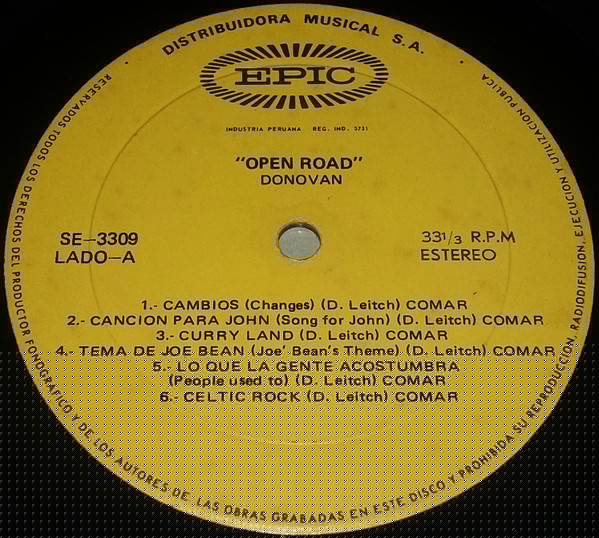 DISTRIBUIDORA MUSICAL S.A.
EPIC
INDUSTRIA PERUANA REG. IND. 3731
"OPEN ROAD"
DONOVAN
SE-3309
LADO-A
33 1/3 R.P.M
ESTEREO
1.- CAMBIOS (Changes) (D. Leitch) COMAR
2.- CANCION PARA JOHN (Song for John) (D. Leitch) COMAR
3.- CURRY LAND (D. Leitch) COMAR
4.- TEMA DE JOE BEAN (Joe' Bean's Theme) (D. Leitch) COMAR
5.- LO QUE LA GENTE ACOSTUMBRA
(People used to) (D. Leitch) COMAR
6.- CELTIC ROCK (D. Leitch) COMAR
RESERVADOS TODOS LOS DERECHOS DEL PRODUCTOR FONOGRAFICO Y DE LOS AUTORES DE LAS OBRAS GRABADAS EN ESTE DISCO Y PROHIBIDA SU REPRODUCCION, RADIODIFUSION, EJECUCION Y UTILIZACION PUBLICA